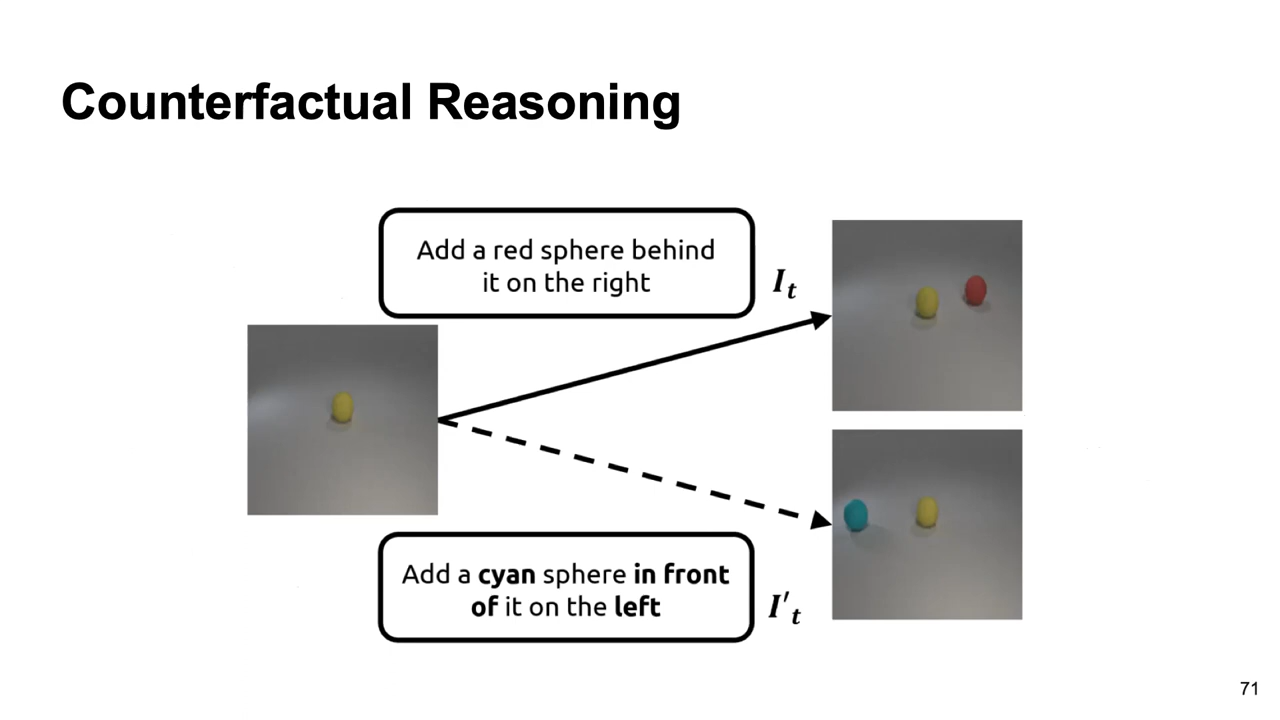 Counterfactual Reasoning
Add a red sphere behind
it on the right
I_t
Add a cyan sphere in front
of it on the left
I'_t
71